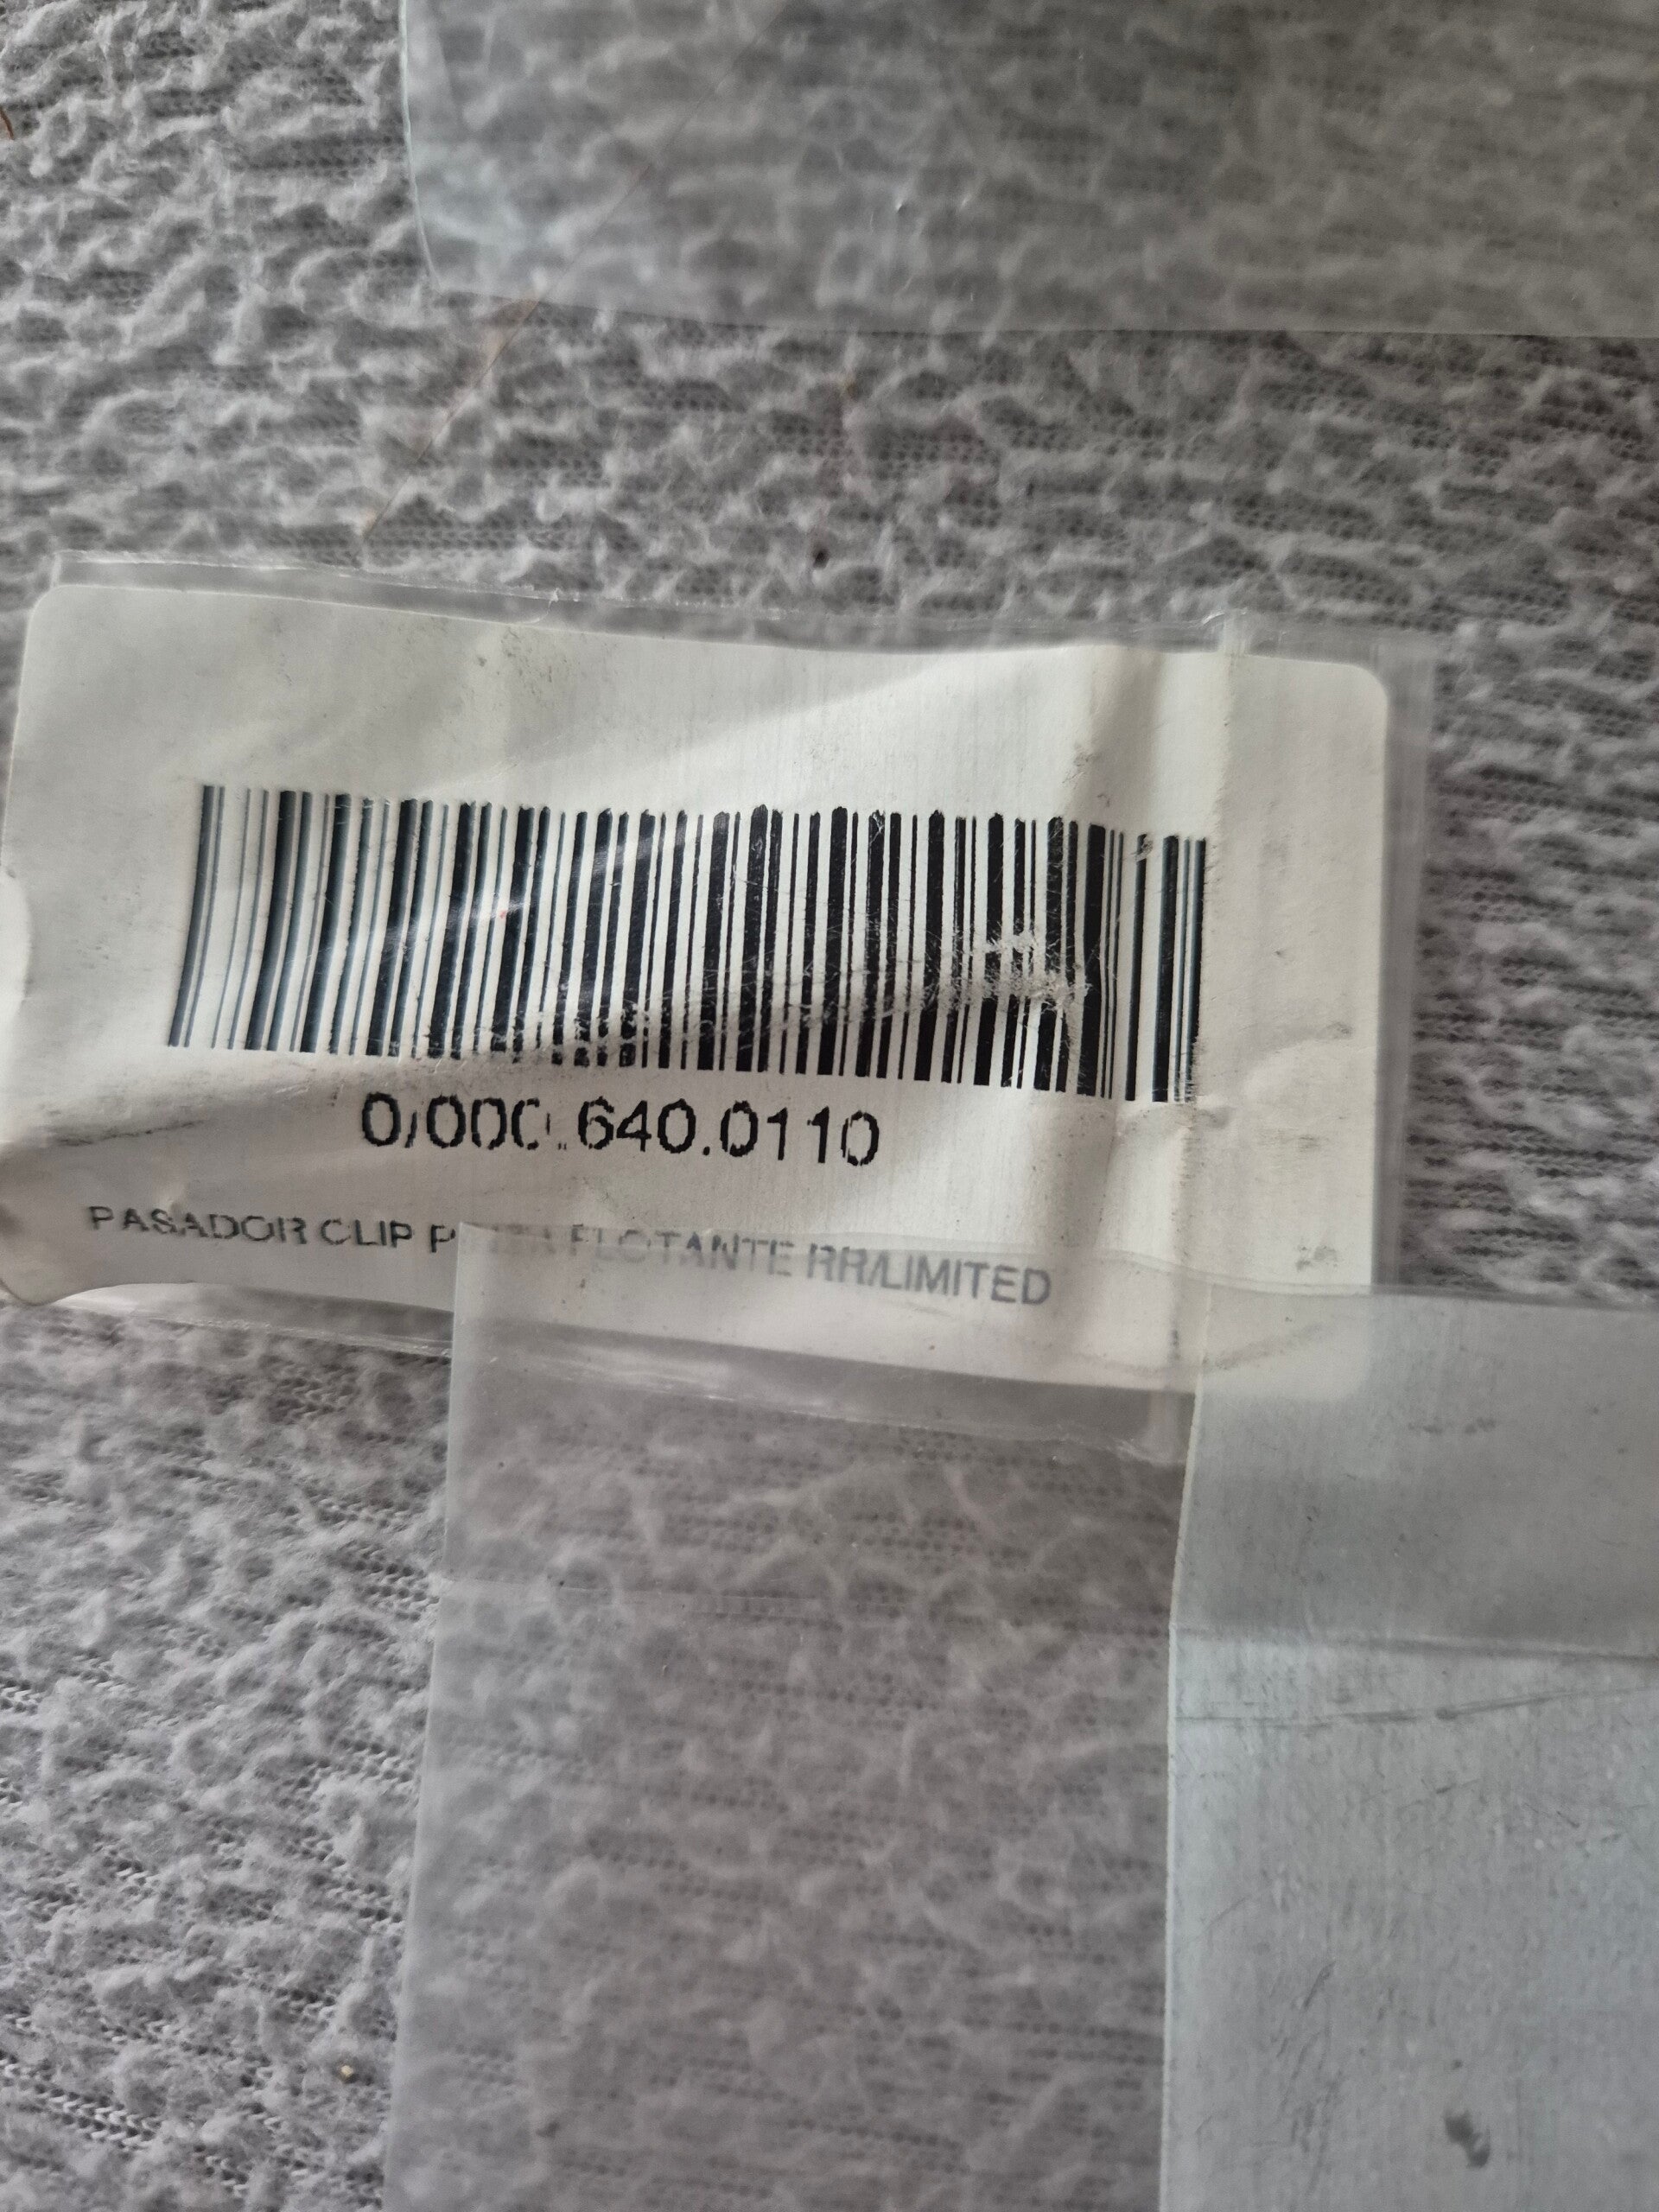 0/000.640.0110
PASADOR CLIP FLOTANTE RR/LIMITED